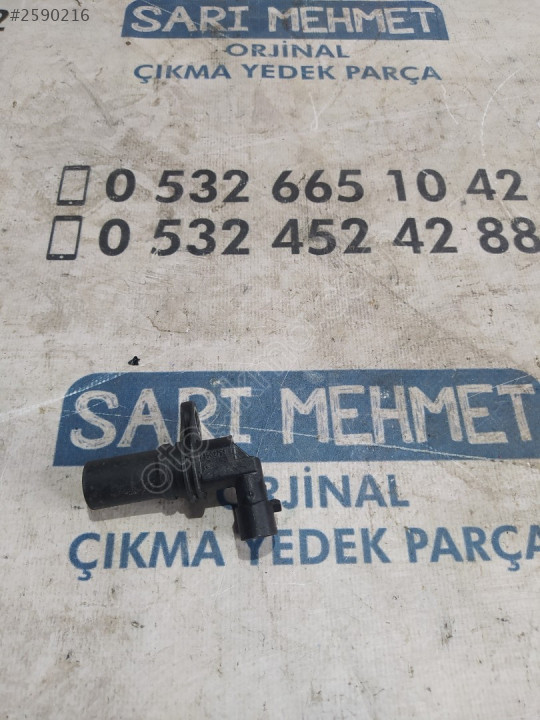 #2590216
SARI MEHMET
ORJİNAL
ÇIKMA YEDEK PARÇA
0 532 665 10 42
0 532 452 42 88
SARI MEHMET
ORJİNAL
ÇIKMA YEDEK PARÇA